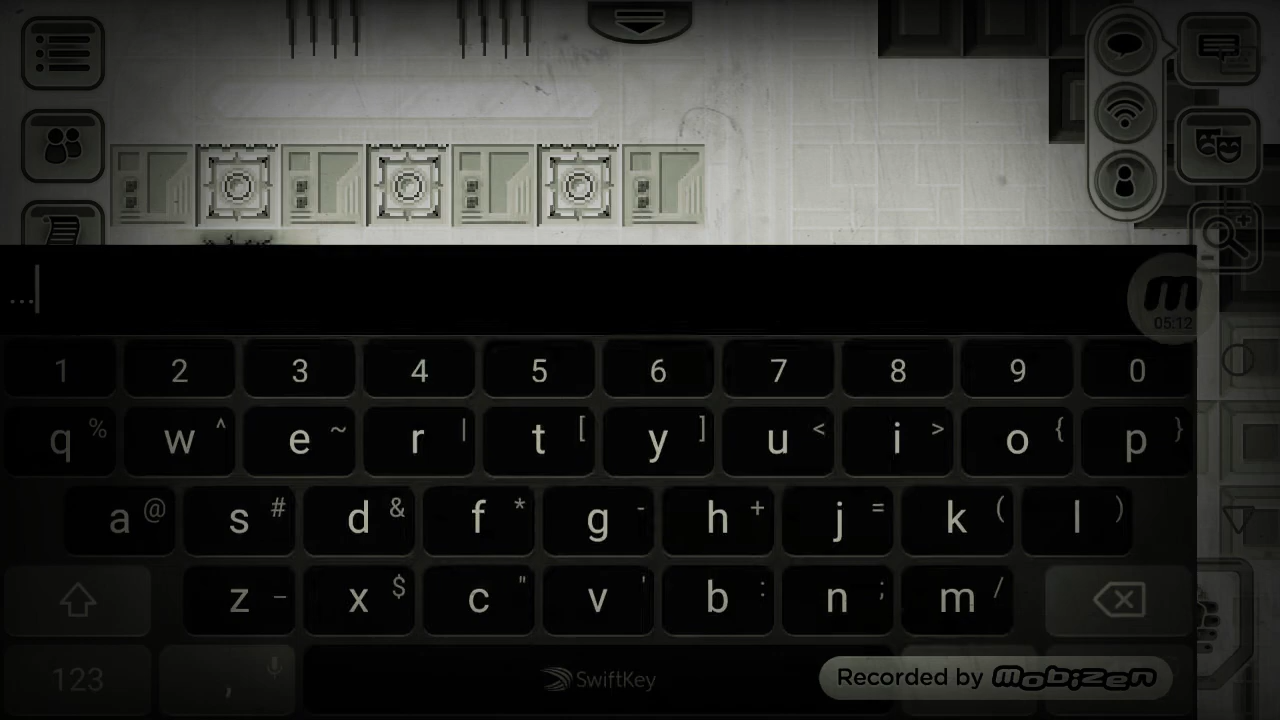 ...
05:12
1 2 3 4 5 6 7 8 9 0
q % w ^ e ~ r | t [ y ] u < i > o { p }
a @ s # d & f * g - h + j = k ( l )
z – x $ c " v ' b : n ; m /
123 , SwiftKey
Recorded by mobizen